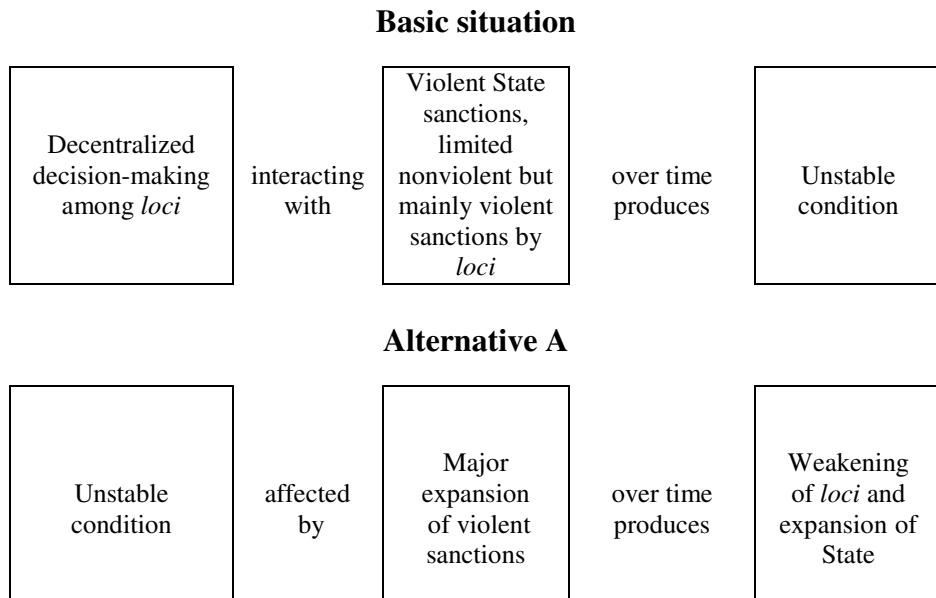 Basic situation
Decentralized
decision-making
among loci
interacting
with
Violent State
sanctions,
limited
nonviolent but
mainly violent
sanctions by
loci
over time
produces
Unstable
condition
Alternative A
Unstable
condition
affected
by
Major
expansion
of violent
sanctions
over time
produces
Weakening
of loci and
expansion of
State